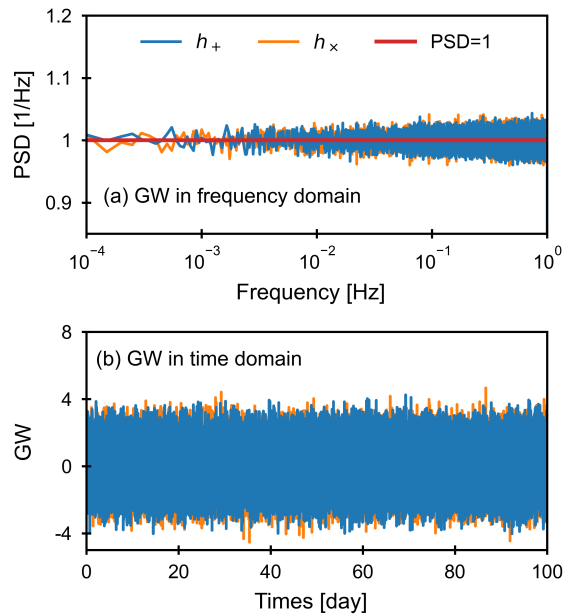 1.2
1.1
1
0.9
PSD [1/Hz]
h₊ h× PSD=1
(a) GW in frequency domain
10⁻⁴ 10⁻³ 10⁻² 10⁻¹ 10⁰
Frequency [Hz]
8
4
0
-4
GW
(b) GW in time domain
0 20 40 60 80 100
Times [day]